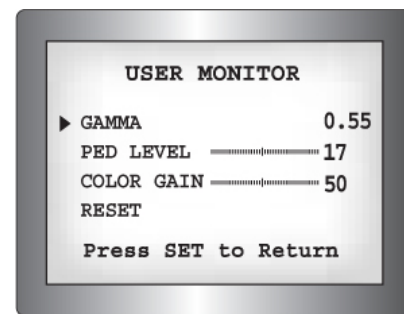 USER MONITOR
GAMMA 0.55
PED LEVEL 17
COLOR GAIN 50
RESET
Press SET to Return